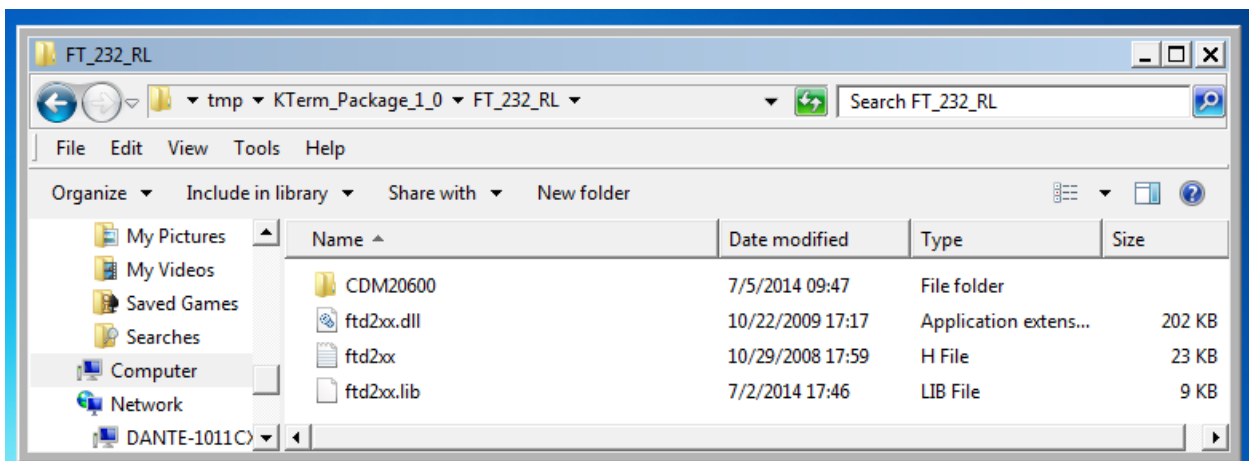 FT_232_RL
tmp KTerm_Package_1_0 FT_232_RL Search FT_232_RL
File Edit View Tools Help
Organize Include in library Share with New folder
My Pictures Name Date modified Type Size
My Videos CDM20600 7/5/2014 09:47 File folder
Saved Games ftd2xx.dll 10/22/2009 17:17 Application extens... 202 KB
Searches ftd2xx 10/29/2008 17:59 H File 23 KB
Computer ftd2xx.lib 7/2/2014 17:46 LIB File 9 KB
Network
DANTE-1011C